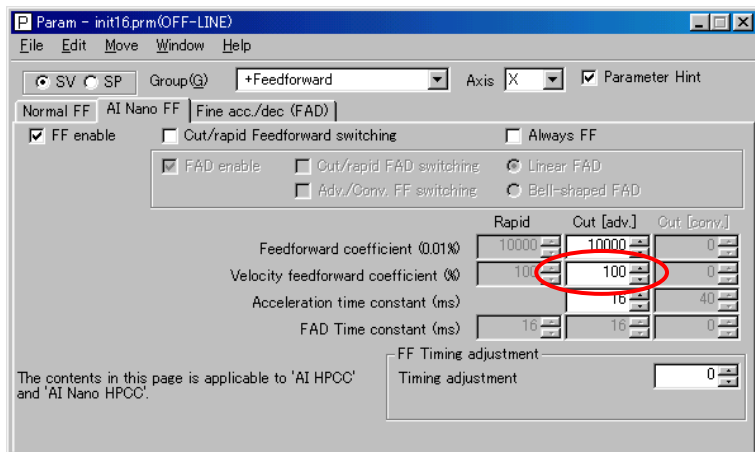 P Param - init16.prm(OFF-LINE)
File Edit Move Window Help
SV SP Group(G) +Feedforward Axis X Parameter Hint
Normal FF AI Nano FF Fine acc./dec (FAD)
FF enable Cut/rapid Feedforward switching Always FF
FAD enable Cut/rapid FAD switching Linear FAD
Adv./Conv. FF switching Bell-shaped FAD
Rapid Cut [adv.] Cut [conv.]
Feedforward coefficient (0.01%) 10000 10000 0
Velocity feedforward coefficient (%) 100 100 0
Acceleration time constant (ms) 16 40
FAD Time constant (ms) 16 16 0
FF Timing adjustment
The contents in this page is applicable to 'AI HPCC' Timing adjustment 0
and 'AI Nano HPCC'.